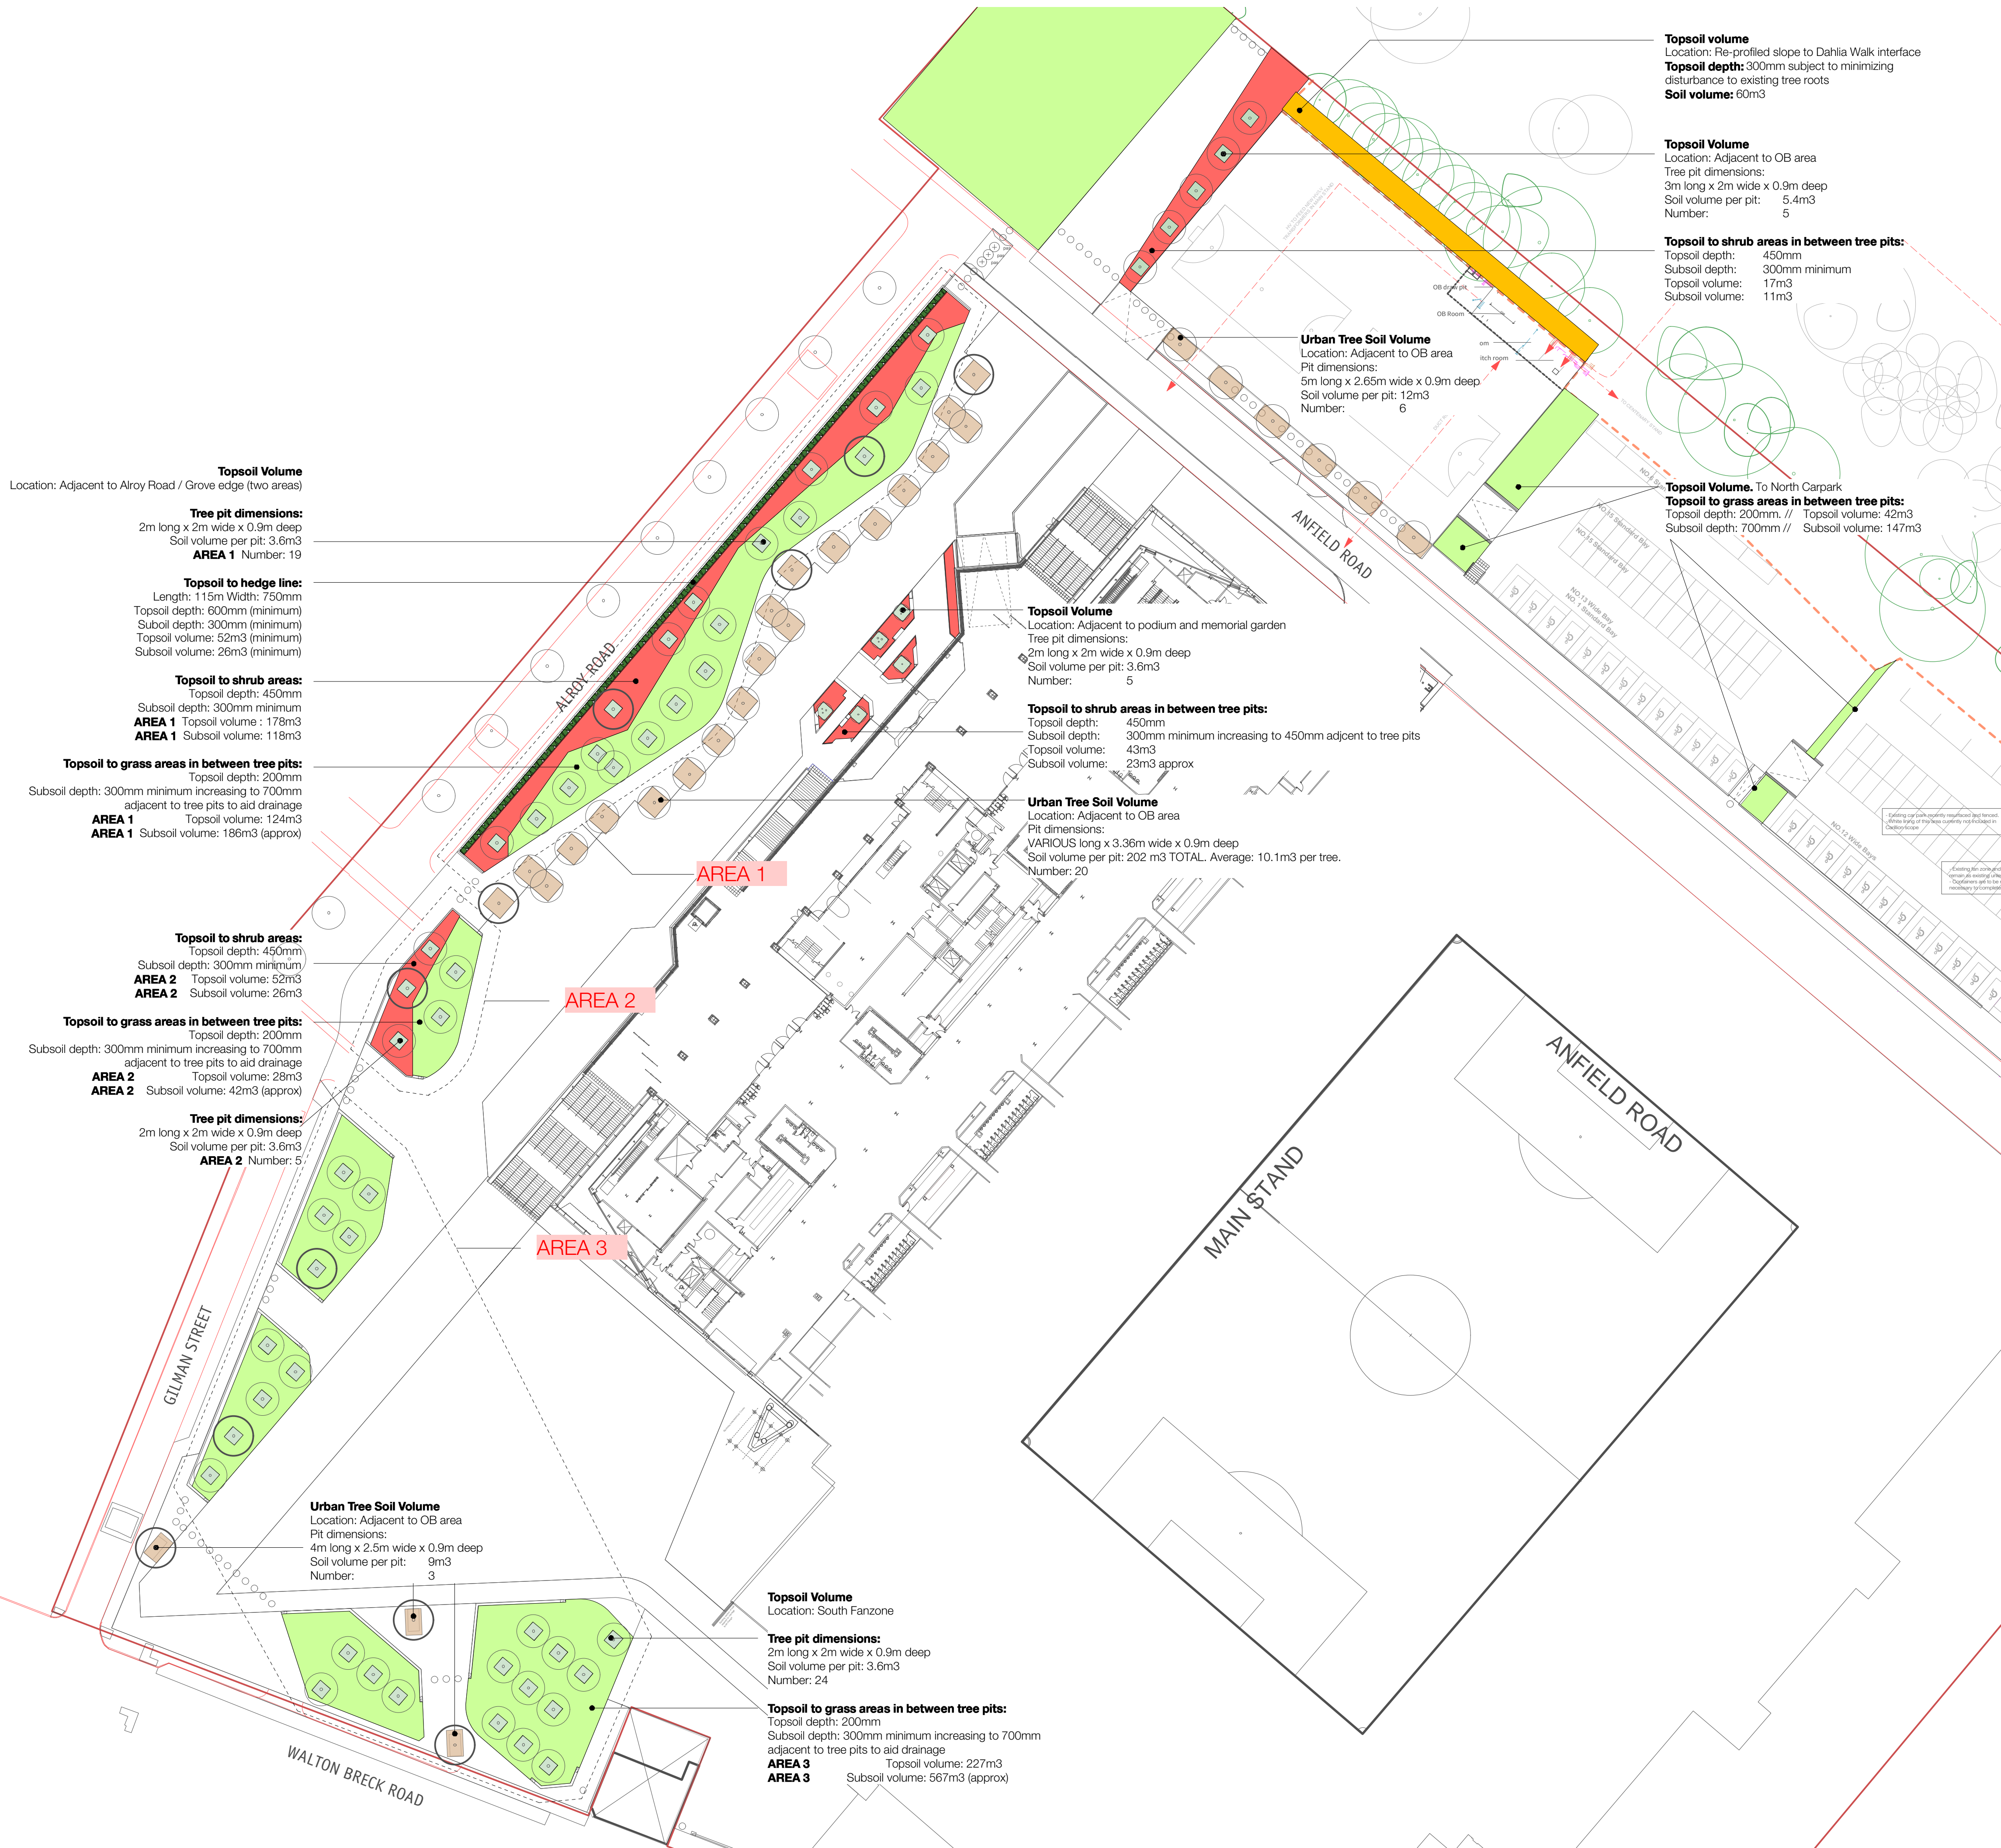 Topsoil volume
Location: Re-profiled slope to Dahlia Walk interface
Topsoil depth: 300mm subject to minimizing
disturbance to existing tree roots
Soil volume: 60m3
Topsoil Volume
Location: Adjacent to OB area
Tree pit dimensions:
3m long x 2m wide x 0.9m deep
Soil volume per pit: 5.4m3
Number: 5
Topsoil to shrub areas in between tree pits:
Topsoil depth: 450mm
Subsoil depth: 300mm minimum
Topsoil volume: 17m3
Subsoil volume: 11m3
OB draw pit
OB Room
om
itch room
Urban Tree Soil Volume
Location: Adjacent to OB area
Pit dimensions:
5m long x 2.65m wide x 0.9m deep
Soil volume per pit: 12m3
Number: 6
Topsoil Volume
Location: Adjacent to Alroy Road / Grove edge (two areas)
Tree pit dimensions:
2m long x 2m wide x 0.9m deep
Soil volume per pit: 3.6m3
AREA 1 Number: 19
Topsoil to hedge line:
Length: 115m Width: 750mm
Topsoil depth: 600mm (minimum)
Suboil depth: 300mm (minimum)
Topsoil volume: 52m3 (minimum)
Subsoil volume: 26m3 (minimum)
Topsoil to shrub areas:
Topsoil depth: 450mm
Subsoil depth: 300mm minimum
AREA 1 Topsoil volume : 178m3
AREA 1 Subsoil volume: 118m3
Topsoil to grass areas in between tree pits:
Topsoil depth: 200mm
Subsoil depth: 300mm minimum increasing to 700mm
adjacent to tree pits to aid drainage
AREA 1 Topsoil volume: 124m3
AREA 1 Subsoil volume: 186m3 (approx)
Topsoil Volume. To North Carpark
Topsoil to grass areas in between tree pits:
Topsoil depth: 200mm. // Topsoil volume: 42m3
Subsoil depth: 700mm // Subsoil volume: 147m3
NO.15 Standard Bay
NO.13 Wide Bay
NO. 1 Standard Bay
NO.12 Wide Bays
ANFIELD ROAD
ALROY ROAD
Topsoil Volume
Location: Adjacent to podium and memorial garden
Tree pit dimensions:
2m long x 2m wide x 0.9m deep
Soil volume per pit: 3.6m3
Number: 5
Topsoil to shrub areas in between tree pits:
Topsoil depth: 450mm
Subsoil depth: 300mm minimum increasing to 450mm adjcent to tree pits
Topsoil volume: 43m3
Subsoil volume: 23m3 approx
Urban Tree Soil Volume
Location: Adjacent to OB area
Pit dimensions:
VARIOUS long x 3.36m wide x 0.9m deep
Soil volume per pit: 202 m3 TOTAL. Average: 10.1m3 per tree.
Number: 20
AREA 1
Topsoil to shrub areas:
Topsoil depth: 450mm
Subsoil depth: 300mm minimum
AREA 2 Topsoil volume: 52m3
AREA 2 Subsoil volume: 26m3
Topsoil to grass areas in between tree pits:
Topsoil depth: 200mm
Subsoil depth: 300mm minimum increasing to 700mm
adjacent to tree pits to aid drainage
AREA 2 Topsoil volume: 28m3
AREA 2 Subsoil volume: 42m3 (approx)
Tree pit dimensions:
2m long x 2m wide x 0.9m deep
Soil volume per pit: 3.6m3
AREA 2 Number: 5
AREA 2
AREA 3
MAIN STAND
ANFIELD ROAD
GILMAN STREET
Urban Tree Soil Volume
Location: Adjacent to OB area
Pit dimensions:
4m long x 2.5m wide x 0.9m deep
Soil volume per pit: 9m3
Number: 3
WALTON BRECK ROAD
Topsoil Volume
Location: South Fanzone
Tree pit dimensions:
2m long x 2m wide x 0.9m deep
Soil volume per pit: 3.6m3
Number: 24
Topsoil to grass areas in between tree pits:
Topsoil depth: 200mm
Subsoil depth: 300mm minimum increasing to 700mm
adjacent to tree pits to aid drainage
AREA 3 Topsoil volume: 227m3
AREA 3 Subsoil volume: 567m3 (approx)